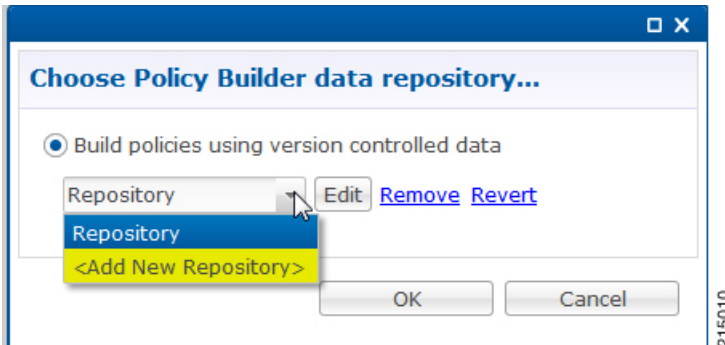 Choose Policy Builder data repository...
Build policies using version controlled data
Repository Edit Remove Revert
Repository
<Add New Repository>
OK Cancel